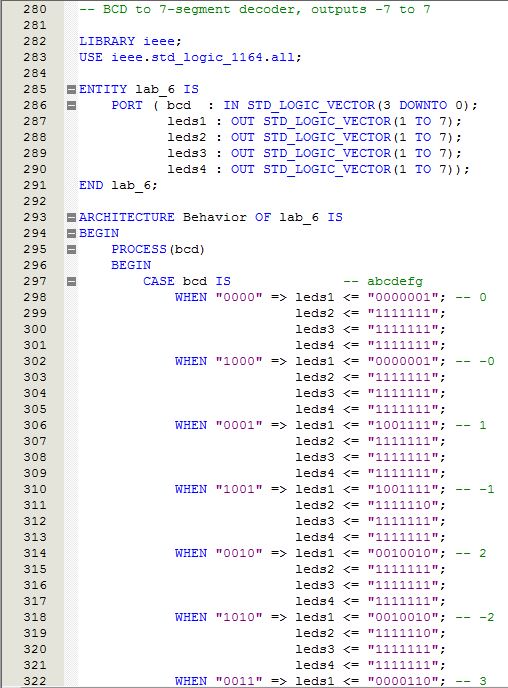 280 -- BCD to 7-segment decoder, outputs -7 to 7
281
282 LIBRARY ieee;
283 USE ieee.std_logic_1164.all;
284
285 ENTITY lab_6 IS
286 PORT ( bcd : IN STD_LOGIC_VECTOR(3 DOWNTO 0);
287 leds1 : OUT STD_LOGIC_VECTOR(1 TO 7);
288 leds2 : OUT STD_LOGIC_VECTOR(1 TO 7);
289 leds3 : OUT STD_LOGIC_VECTOR(1 TO 7);
290 leds4 : OUT STD_LOGIC_VECTOR(1 TO 7));
291 END lab_6;
292
293 ARCHITECTURE Behavior OF lab_6 IS
294 BEGIN
295 PROCESS(bcd)
296 BEGIN
297 CASE bcd IS -- abcdefg
298 WHEN "0000" => leds1 <= "0000001"; -- 0
299 leds2 <= "1111111";
300 leds3 <= "1111111";
301 leds4 <= "1111111";
302 WHEN "1000" => leds1 <= "0000001"; -- -0
303 leds2 <= "1111111";
304 leds3 <= "1111111";
305 leds4 <= "1111111";
306 WHEN "0001" => leds1 <= "1001111"; -- 1
307 leds2 <= "1111111";
308 leds3 <= "1111111";
309 leds4 <= "1111111";
310 WHEN "1001" => leds1 <= "1001111"; -- -1
311 leds2 <= "1111110";
312 leds3 <= "1111111";
313 leds4 <= "1111111";
314 WHEN "0010" => leds1 <= "0010010"; -- 2
315 leds2 <= "1111111";
316 leds3 <= "1111111";
317 leds4 <= "1111111";
318 WHEN "1010" => leds1 <= "0010010"; -- -2
319 leds2 <= "1111110";
320 leds3 <= "1111111";
321 leds4 <= "1111111";
322 WHEN "0011" => leds1 <= "0000110"; -- 3